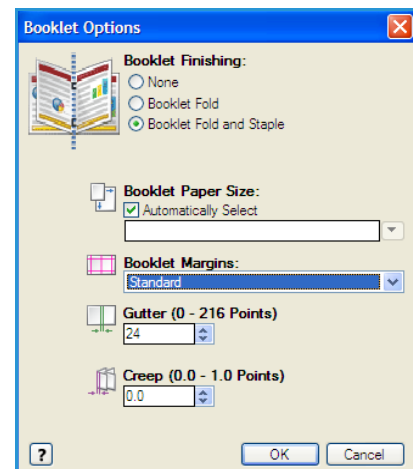 Booklet Options
Booklet Finishing:
None
Booklet Fold
Booklet Fold and Staple
Booklet Paper Size:
Automatically Select
Booklet Margins:
Standard
Gutter (0 - 216 Points)
24
Creep (0.0 - 1.0 Points)
0.0
?
OK Cancel